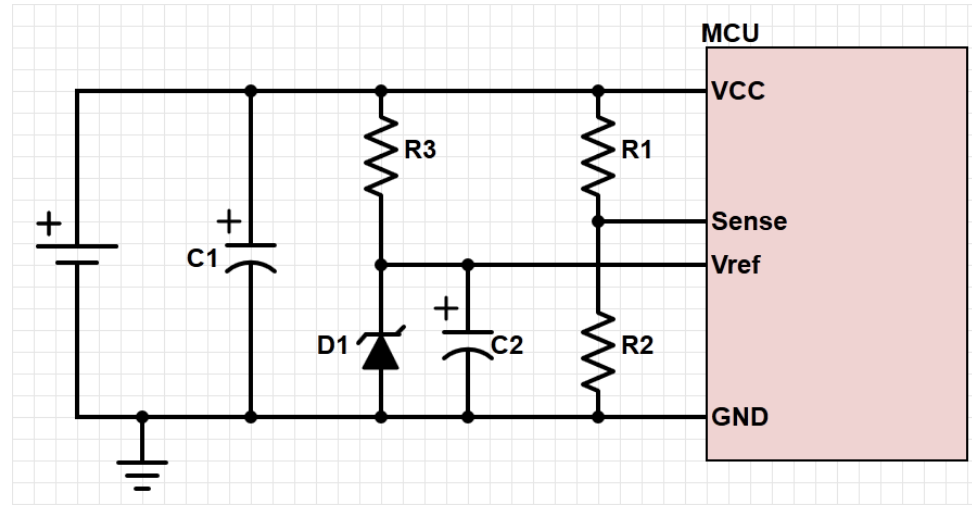 MCU
VCC
R3
R1
+
+
Sense
C1
Vref
+
D1
C2
R2
GND